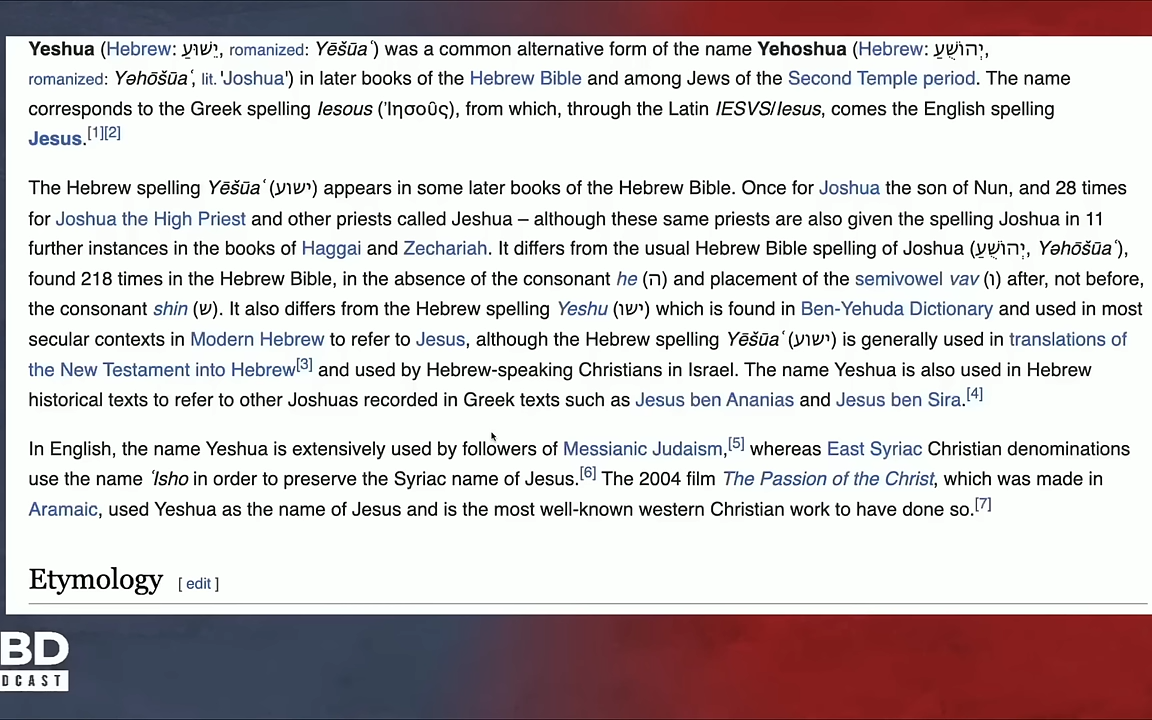 Yeshua (Hebrew: יֵשׁוּעַ, romanized: Yēšūaʿ) was a common alternative form of the name Yehoshua (Hebrew: יְהוֹשֻׁעַ,
romanized: Yəhōšūaʿ, lit. 'Joshua') in later books of the Hebrew Bible and among Jews of the Second Temple period. The name
corresponds to the Greek spelling Iesous (Ἰησοῦς), from which, through the Latin IESVS/Iesus, comes the English spelling
Jesus.[1][2]
The Hebrew spelling Yēšūaʿ (ישוע) appears in some later books of the Hebrew Bible. Once for Joshua the son of Nun, and 28 times
for Joshua the High Priest and other priests called Jeshua – although these same priests are also given the spelling Joshua in 11
further instances in the books of Haggai and Zechariah. It differs from the usual Hebrew Bible spelling of Joshua (יְהוֹשֻׁעַ, Yəhōšūaʿ),
found 218 times in the Hebrew Bible, in the absence of the consonant he (ה) and placement of the semivowel vav (ו) after, not before,
the consonant shin (ש). It also differs from the Hebrew spelling Yeshu (ישו) which is found in Ben-Yehuda Dictionary and used in most
secular contexts in Modern Hebrew to refer to Jesus, although the Hebrew spelling Yēšūaʿ (ישוע) is generally used in translations of
the New Testament into Hebrew[3] and used by Hebrew-speaking Christians in Israel. The name Yeshua is also used in Hebrew
historical texts to refer to other Joshuas recorded in Greek texts such as Jesus ben Ananias and Jesus ben Sira.[4]
In English, the name Yeshua is extensively used by followers of Messianic Judaism,[5] whereas East Syriac Christian denominations
use the name ʿIsho in order to preserve the Syriac name of Jesus.[6] The 2004 film The Passion of the Christ, which was made in
Aramaic, used Yeshua as the name of Jesus and is the most well-known western Christian work to have done so.[7]
Etymology [ edit ]
BD
DCAST